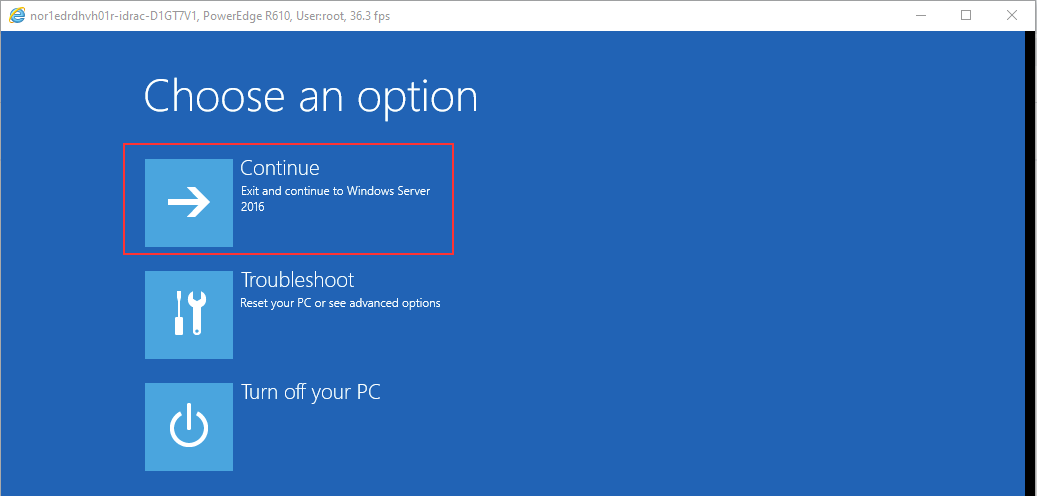 nor1edrdhvh01r-idrac-D1GT7V1, PowerEdge R610, User:root, 36.3 fps
Choose an option
Continue
Exit and continue to Windows Server
2016
Troubleshoot
Reset your PC or see advanced options
Turn off your PC